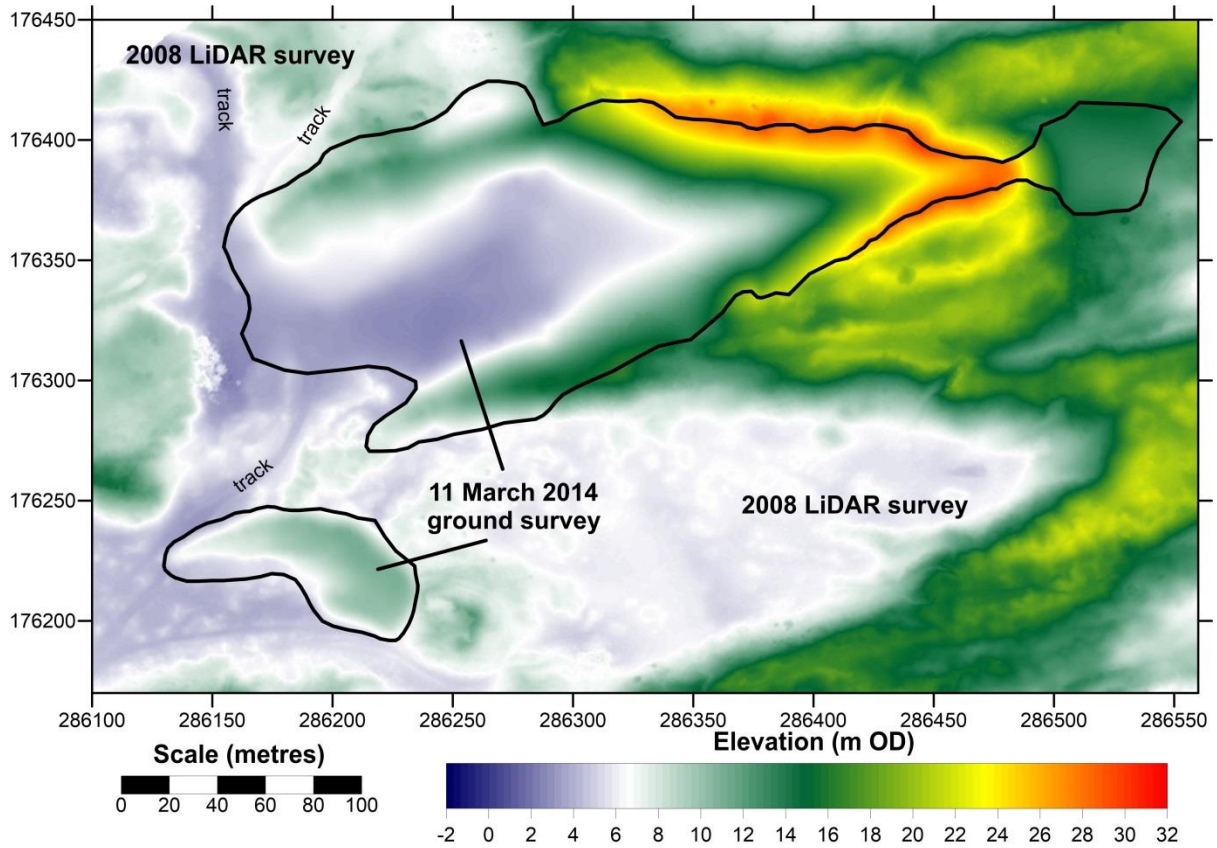 176450
2008 LiDAR survey
track
track
176400
176350
176300
track
176250
11 March 2014
ground survey
2008 LiDAR survey
176200
286100 286150 286200 286250 286300 286350 286400 286450 286500 286550
Scale (metres)
0 20 40 60 80 100
Elevation (m OD)
-2 0 2 4 6 8 10 12 14 16 18 20 22 24 26 28 30 32